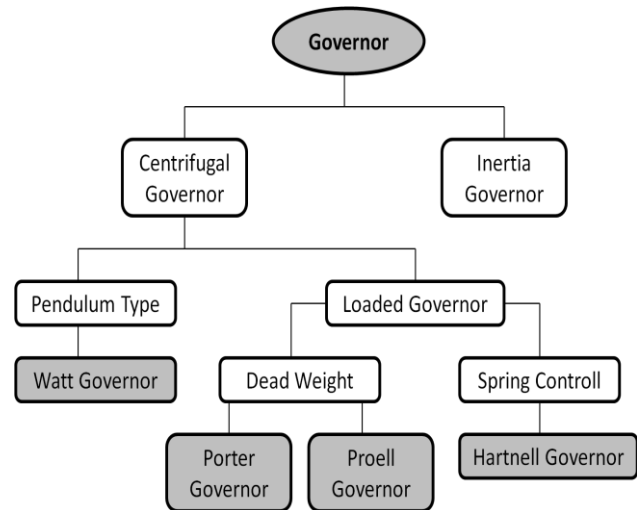 Governor
Centrifugal
Governor
Inertia
Governor
Pendulum Type
Loaded Governor
Watt Governor
Dead Weight
Spring Controll
Porter
Governor
Proell
Governor
Hartnell Governor